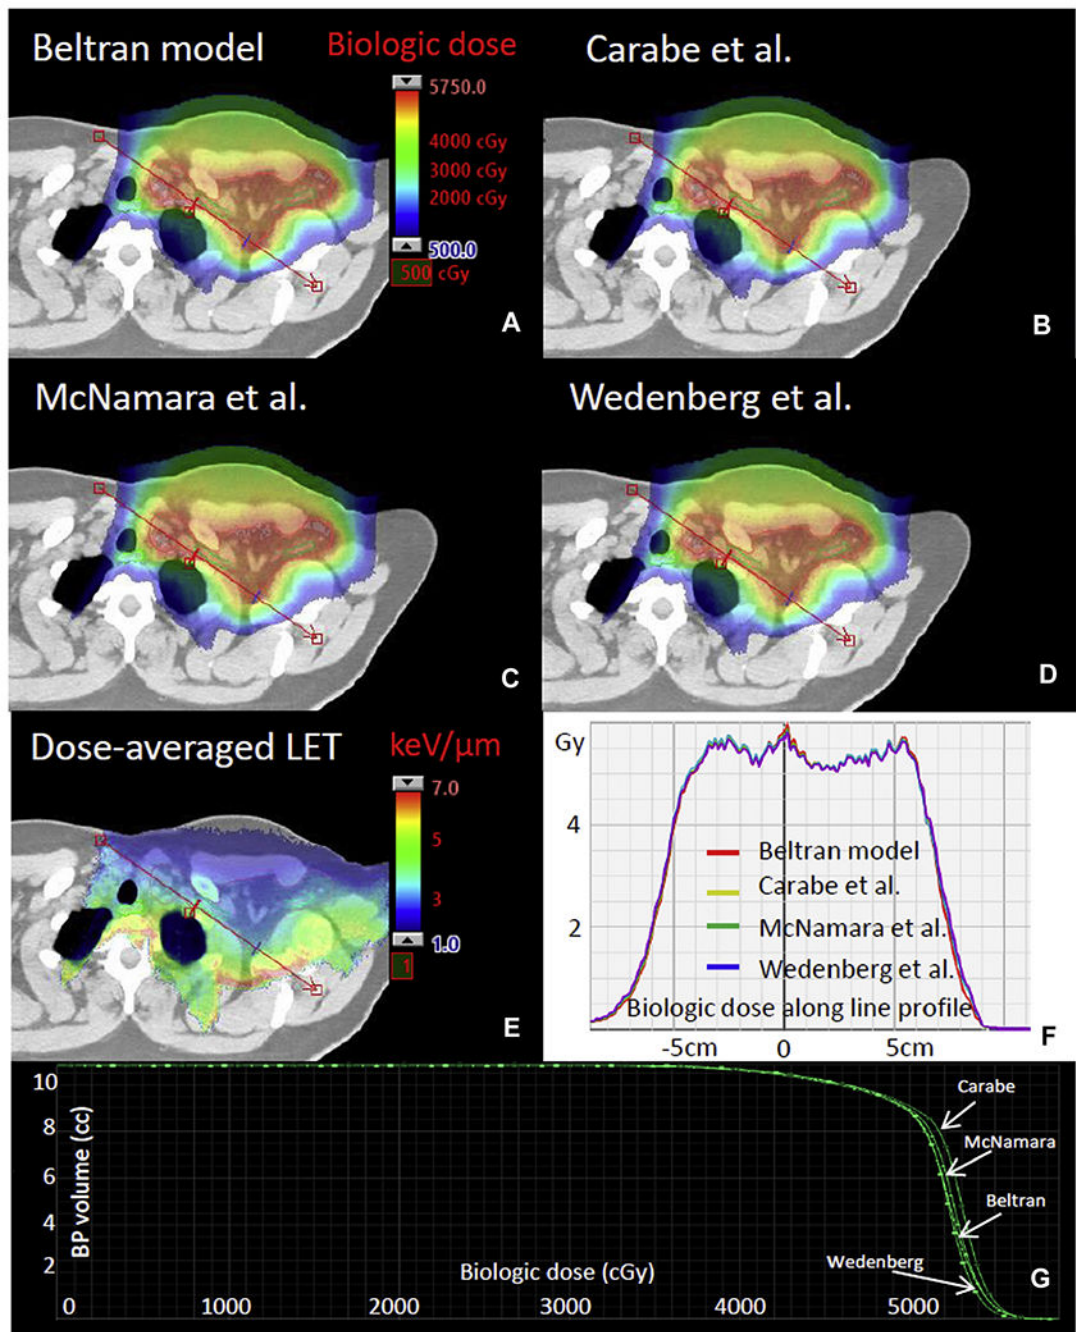 Beltran model
Biologic dose
Carabe et al.
5750.0
4000 cGy
3000 cGy
2000 cGy
500.0
500 cGy
A
B
McNamara et al.
Wedenberg et al.
C
D
Dose-averaged LET
keV/µm
7.0
5
3
1.0
1
E
Gy
4
2
Beltran model
Carabe et al.
McNamara et al.
Wedenberg et al.
Biologic dose along line profile
-5cm
0
5cm
F
10
8
6
4
2
BP volume (cc)
Carabe
McNamara
Beltran
Wedenberg
Biologic dose (cGy)
G
0
1000
2000
3000
4000
5000